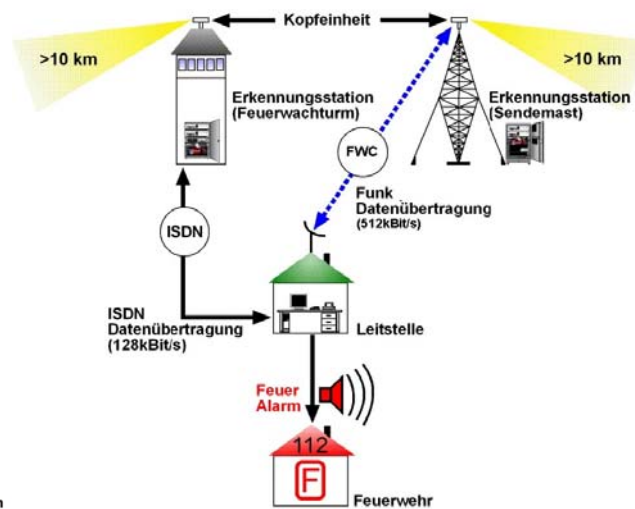 Kopfeinheit
>10 km
>10 km
Erkennungsstation
(Feuerwachturm)
Erkennungsstation
(Sendemast)
FWC
Funk
Datenübertragung
(512kBit/s)
ISDN
ISDN
Datenübertragung
(128kBit/s)
Leitstelle
Feuer
Alarm
112
F
Feuerwehr
n